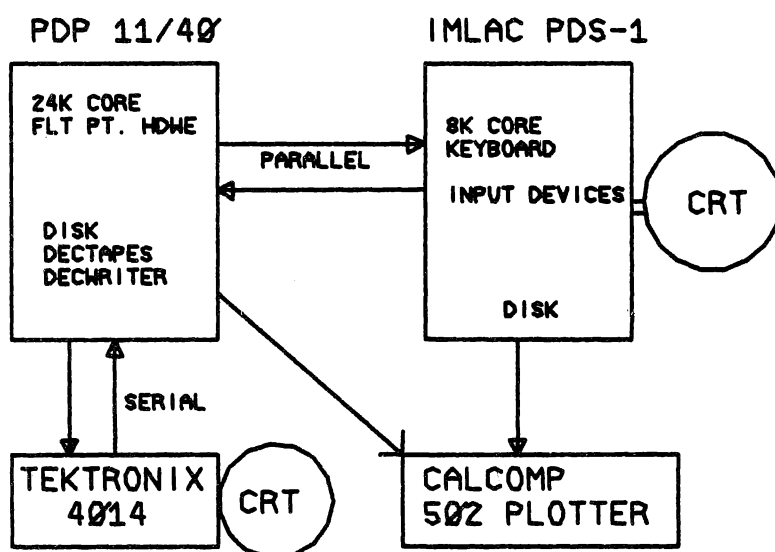 PDP 11/40
IMLAC PDS-1
24K CORE
FLT PT. HDWE
DISK
DECTAPES
DECWRITER
PARALLEL
8K CORE
KEYBOARD
INPUT DEVICES
DISK
CRT
SERIAL
TEKTRONIX
4014
CRT
CALCOMP
502 PLOTTER